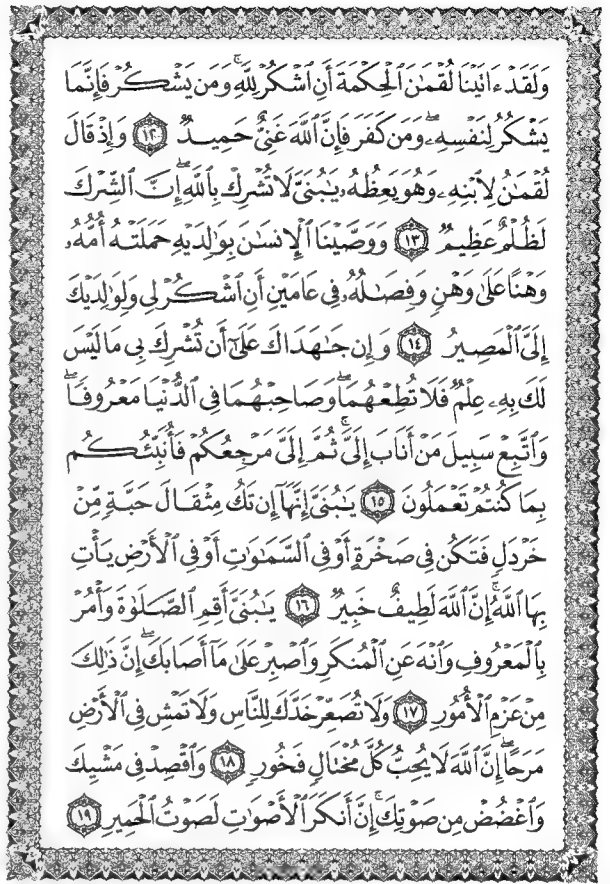 وَلَقَدْ ءَاتَيْنَا لُقْمَٰنَ ٱلْحِكْمَةَ أَنِ ٱشْكُرْ لِلَّهِ ۚ وَمَن يَشْكُرْ فَإِنَّمَا
يَشْكُرُ لِنَفْسِهِۦ ۖ وَمَن كَفَرَ فَإِنَّ ٱللَّهَ غَنِىٌّ حَمِيدٌ ١٢ وَإِذْ قَالَ
لُقْمَٰنُ لِٱبْنِهِۦ وَهُوَ يَعِظُهُۥ يَٰبُنَىَّ لَا تُشْرِكْ بِٱللَّهِ ۖ إِنَّ ٱلشِّرْكَ
لَظُلْمٌ عَظِيمٌ ١٣ وَوَصَّيْنَا ٱلْإِنسَٰنَ بِوَٰلِدَيْهِ حَمَلَتْهُ أُمُّهُۥ
وَهْنًا عَلَىٰ وَهْنٍ وَفِصَٰلُهُۥ فِى عَامَيْنِ أَنِ ٱشْكُرْ لِى وَلِوَٰلِدَيْكَ
إِلَىَّ ٱلْمَصِيرُ ١٤ وَإِن جَٰهَدَاكَ عَلَىٰٓ أَن تُشْرِكَ بِى مَا لَيْسَ
لَكَ بِهِۦ عِلْمٌ فَلَا تُطِعْهُمَا ۖ وَصَاحِبْهُمَا فِى ٱلدُّنْيَا مَعْرُوفًا ۖ
وَٱتَّبِعْ سَبِيلَ مَنْ أَنَابَ إِلَىَّ ۚ ثُمَّ إِلَىَّ مَرْجِعُكُمْ فَأُنَبِّئُكُم
بِمَا كُنتُمْ تَعْمَلُونَ ١٥ يَٰبُنَىَّ إِنَّهَآ إِن تَكُ مِثْقَالَ حَبَّةٍ مِّنْ
خَرْدَلٍ فَتَكُن فِى صَخْرَةٍ أَوْ فِى ٱلسَّمَٰوَٰتِ أَوْ فِى ٱلْأَرْضِ يَأْتِ
بِهَا ٱللَّهُ ۚ إِنَّ ٱللَّهَ لَطِيفٌ خَبِيرٌ ١٦ يَٰبُنَىَّ أَقِمِ ٱلصَّلَوٰةَ وَأْمُرْ
بِٱلْمَعْرُوفِ وَٱنْهَ عَنِ ٱلْمُنكَرِ وَٱصْبِرْ عَلَىٰ مَآ أَصَابَكَ ۖ إِنَّ ذَٰلِكَ
مِنْ عَزْمِ ٱلْأُمُورِ ١٧ وَلَا تُصَعِّرْ خَدَّكَ لِلنَّاسِ وَلَا تَمْشِ فِى ٱلْأَرْضِ
مَرَحًا ۖ إِنَّ ٱللَّهَ لَا يُحِبُّ كُلَّ مُخْتَالٍ فَخُورٍ ١٨ وَٱقْصِدْ فِى مَشْيِكَ
وَٱغْضُضْ مِن صَوْتِكَ ۚ إِنَّ أَنكَرَ ٱلْأَصْوَٰتِ لَصَوْتُ ٱلْحَمِيرِ ١٩